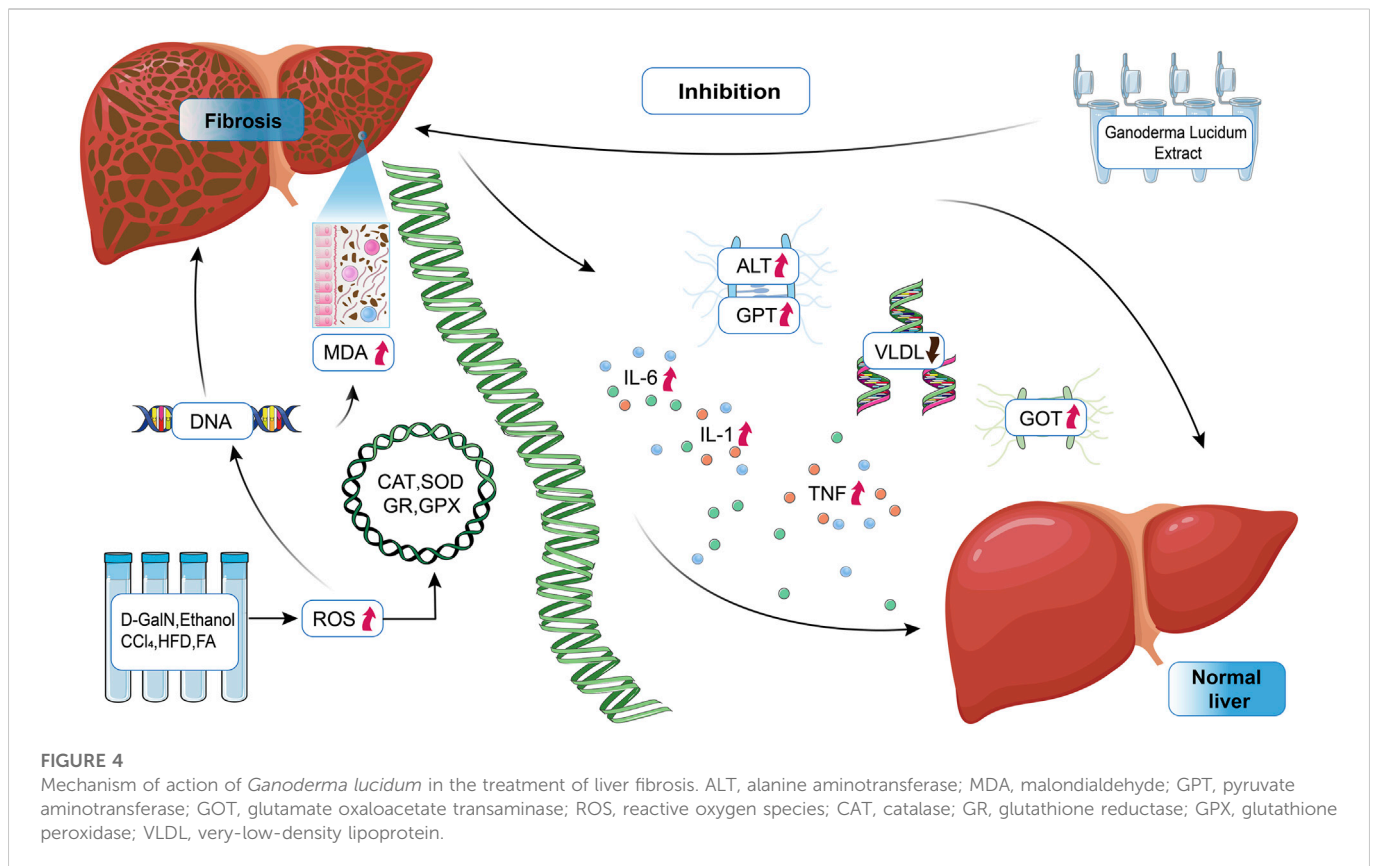 Inhibition
Fibrosis
Ganoderma Lucidum
Extract
ALT
GPT
MDA
VLDL
IL-6
GOT
DNA
IL-1
CAT,SOD
GR,GPX
TNF
D-GalN,Ethanol
CCl₄,HFD,FA
ROS
Normal
liver
FIGURE 4
Mechanism of action of Ganoderma lucidum in the treatment of liver fibrosis. ALT, alanine aminotransferase; MDA, malondialdehyde; GPT, pyruvate
aminotransferase; GOT, glutamate oxaloacetate transaminase; ROS, reactive oxygen species; CAT, catalase; GR, glutathione reductase; GPX, glutathione
peroxidase; VLDL, very-low-density lipoprotein.